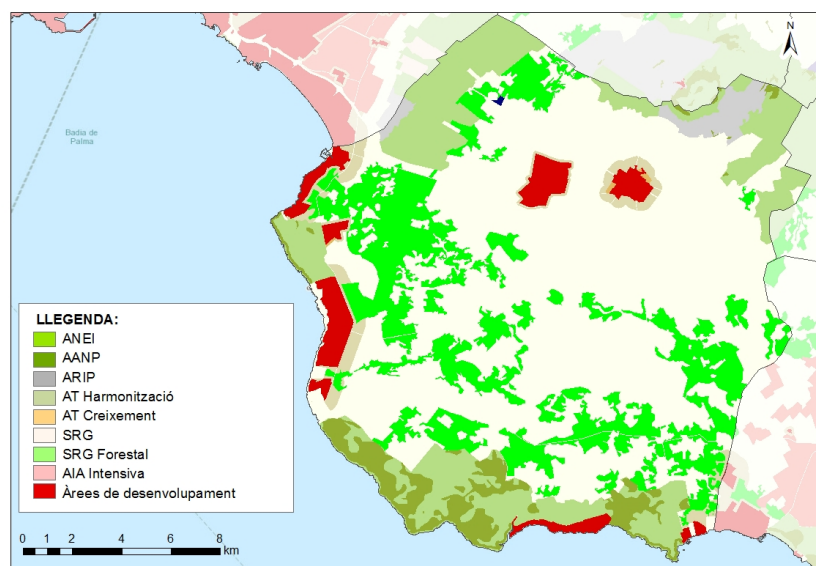 N
Badia de
Palma
LLEGENDA:
ANEI
AANP
ARIP
AT Harmonització
AT Creixement
SRG
SRG Forestal
AIA Intensiva
Àrees de desenvolupament
0 1 2 4 6 8
km